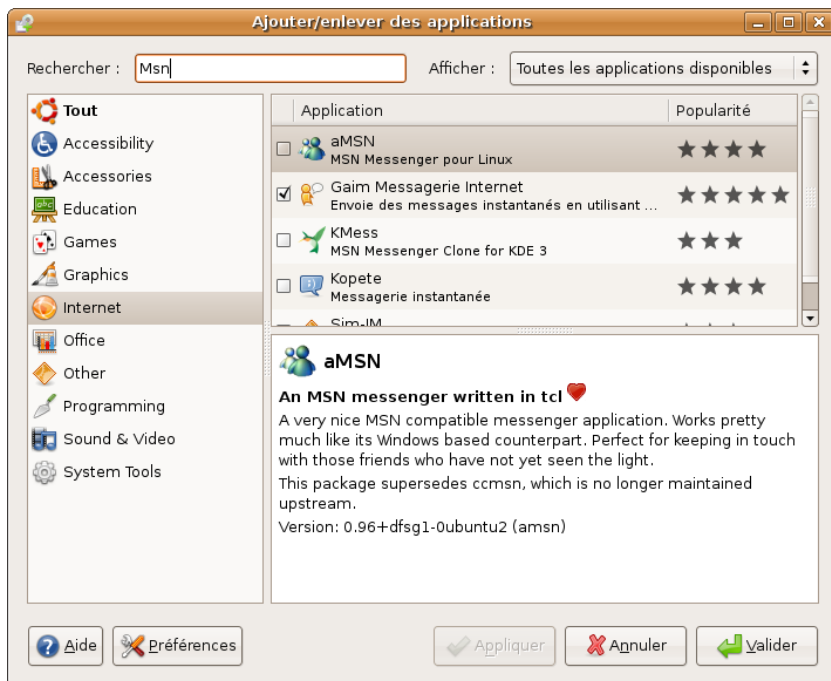 Ajouter/enlever des applications
Rechercher : Msn Afficher : Toutes les applications disponibles
Tout
Accessibility
Accessories
Education
Games
Graphics
Internet
Office
Other
Programming
Sound & Video
System Tools
Application Popularité
aMSN
MSN Messenger pour Linux
Gaim Messagerie Internet
Envoie des messages instantanés en utilisant ...
KMess
MSN Messenger Clone for KDE 3
Kopete
Messagerie instantanée
Sim-IM
aMSN
An MSN messenger written in tcl
A very nice MSN compatible messenger application. Works pretty
much like its Windows based counterpart. Perfect for keeping in touch
with those friends who have not yet seen the light.
This package supersedes ccmsn, which is no longer maintained
upstream.
Version: 0.96+dfsg1-0ubuntu2 (amsn)
Aide Préférences Appliquer Annuler Valider